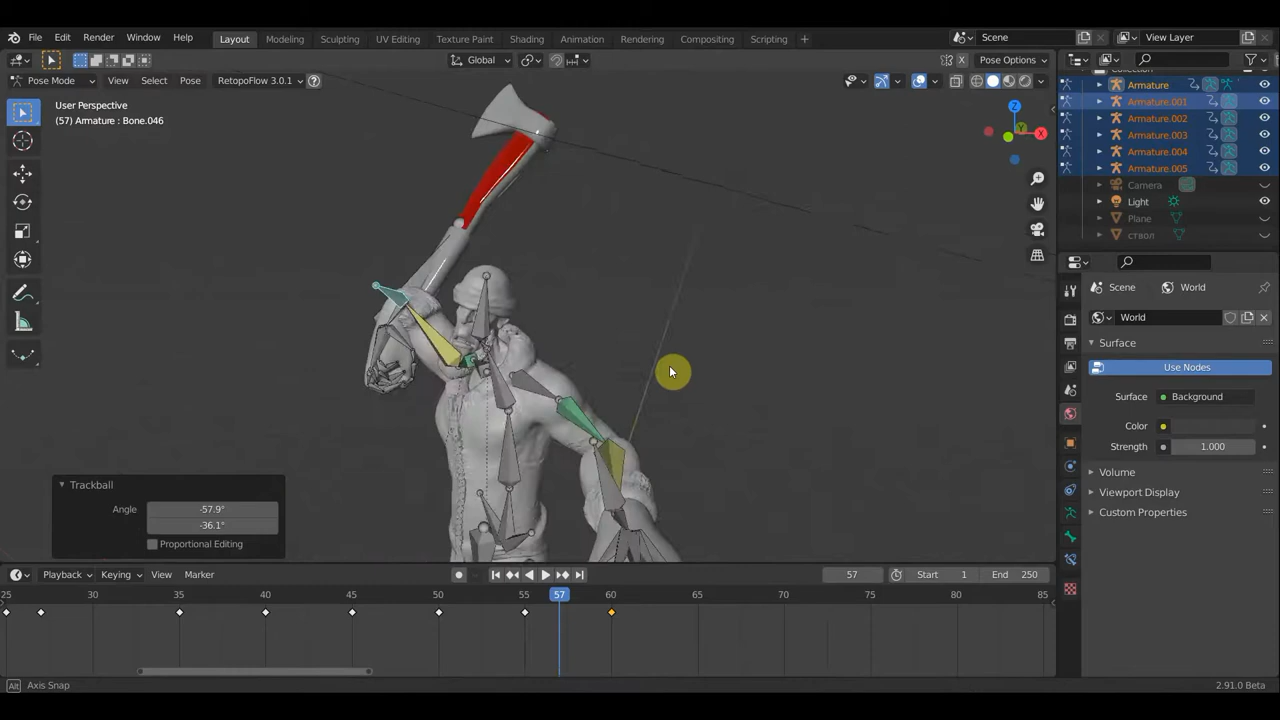 File Edit Render Window Help Layout Modeling Sculpting UV Editing Texture Paint Shading Animation Rendering Compositing Scripting + Scene View Layer
Global Pose Options
Pose Mode View Select Pose RetopoFlow 3.0.1
User Perspective
(57) Armature : Bone.046
Z
Y
X
Collection
Armature
Armature.001
Armature.002
Armature.003
Armature.004
Armature.005
Camera
Light
Plane
ствол
Scene World
World
Surface
Use Nodes
Surface Background
Color
Strength 1.000
Volume
Viewport Display
Custom Properties
Trackball
Angle -57.9°
-36.1°
Proportional Editing
Playback Keying View Marker 57 Start 1 End 250
25 30 35 40 45 50 55 57 60 65 70 75 80 85
Alt Axis Snap 2.91.0 Beta